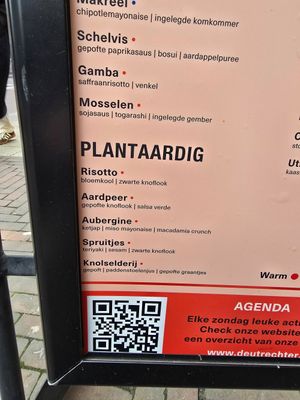 Makreel •
chipotlemayonaise | ingelegde komkommer
Schelvis •
gepofte paprikasaus | bosui | aardappelpuree
Gamba •
saffraanrisotto | venkel
Mosselen •
sojasaus | togarashi | ingelegde gember
PLANTAARDIG
Risotto •
bloemkool | zwarte knoflook
Aardpeer •
gepofte knoflook | salsa verde
Aubergine •
ketjap | miso mayonaise | macadamia crunch
Spruitjes •
teriyaki | sesam | zwarte knoflook
Knolselderij •
gepoft | paddenstoelenjus | gepofte graantjes
Warm •
AGENDA
Elke zondag leuke
Check onze website
een overzicht van onze
www.deutrechter